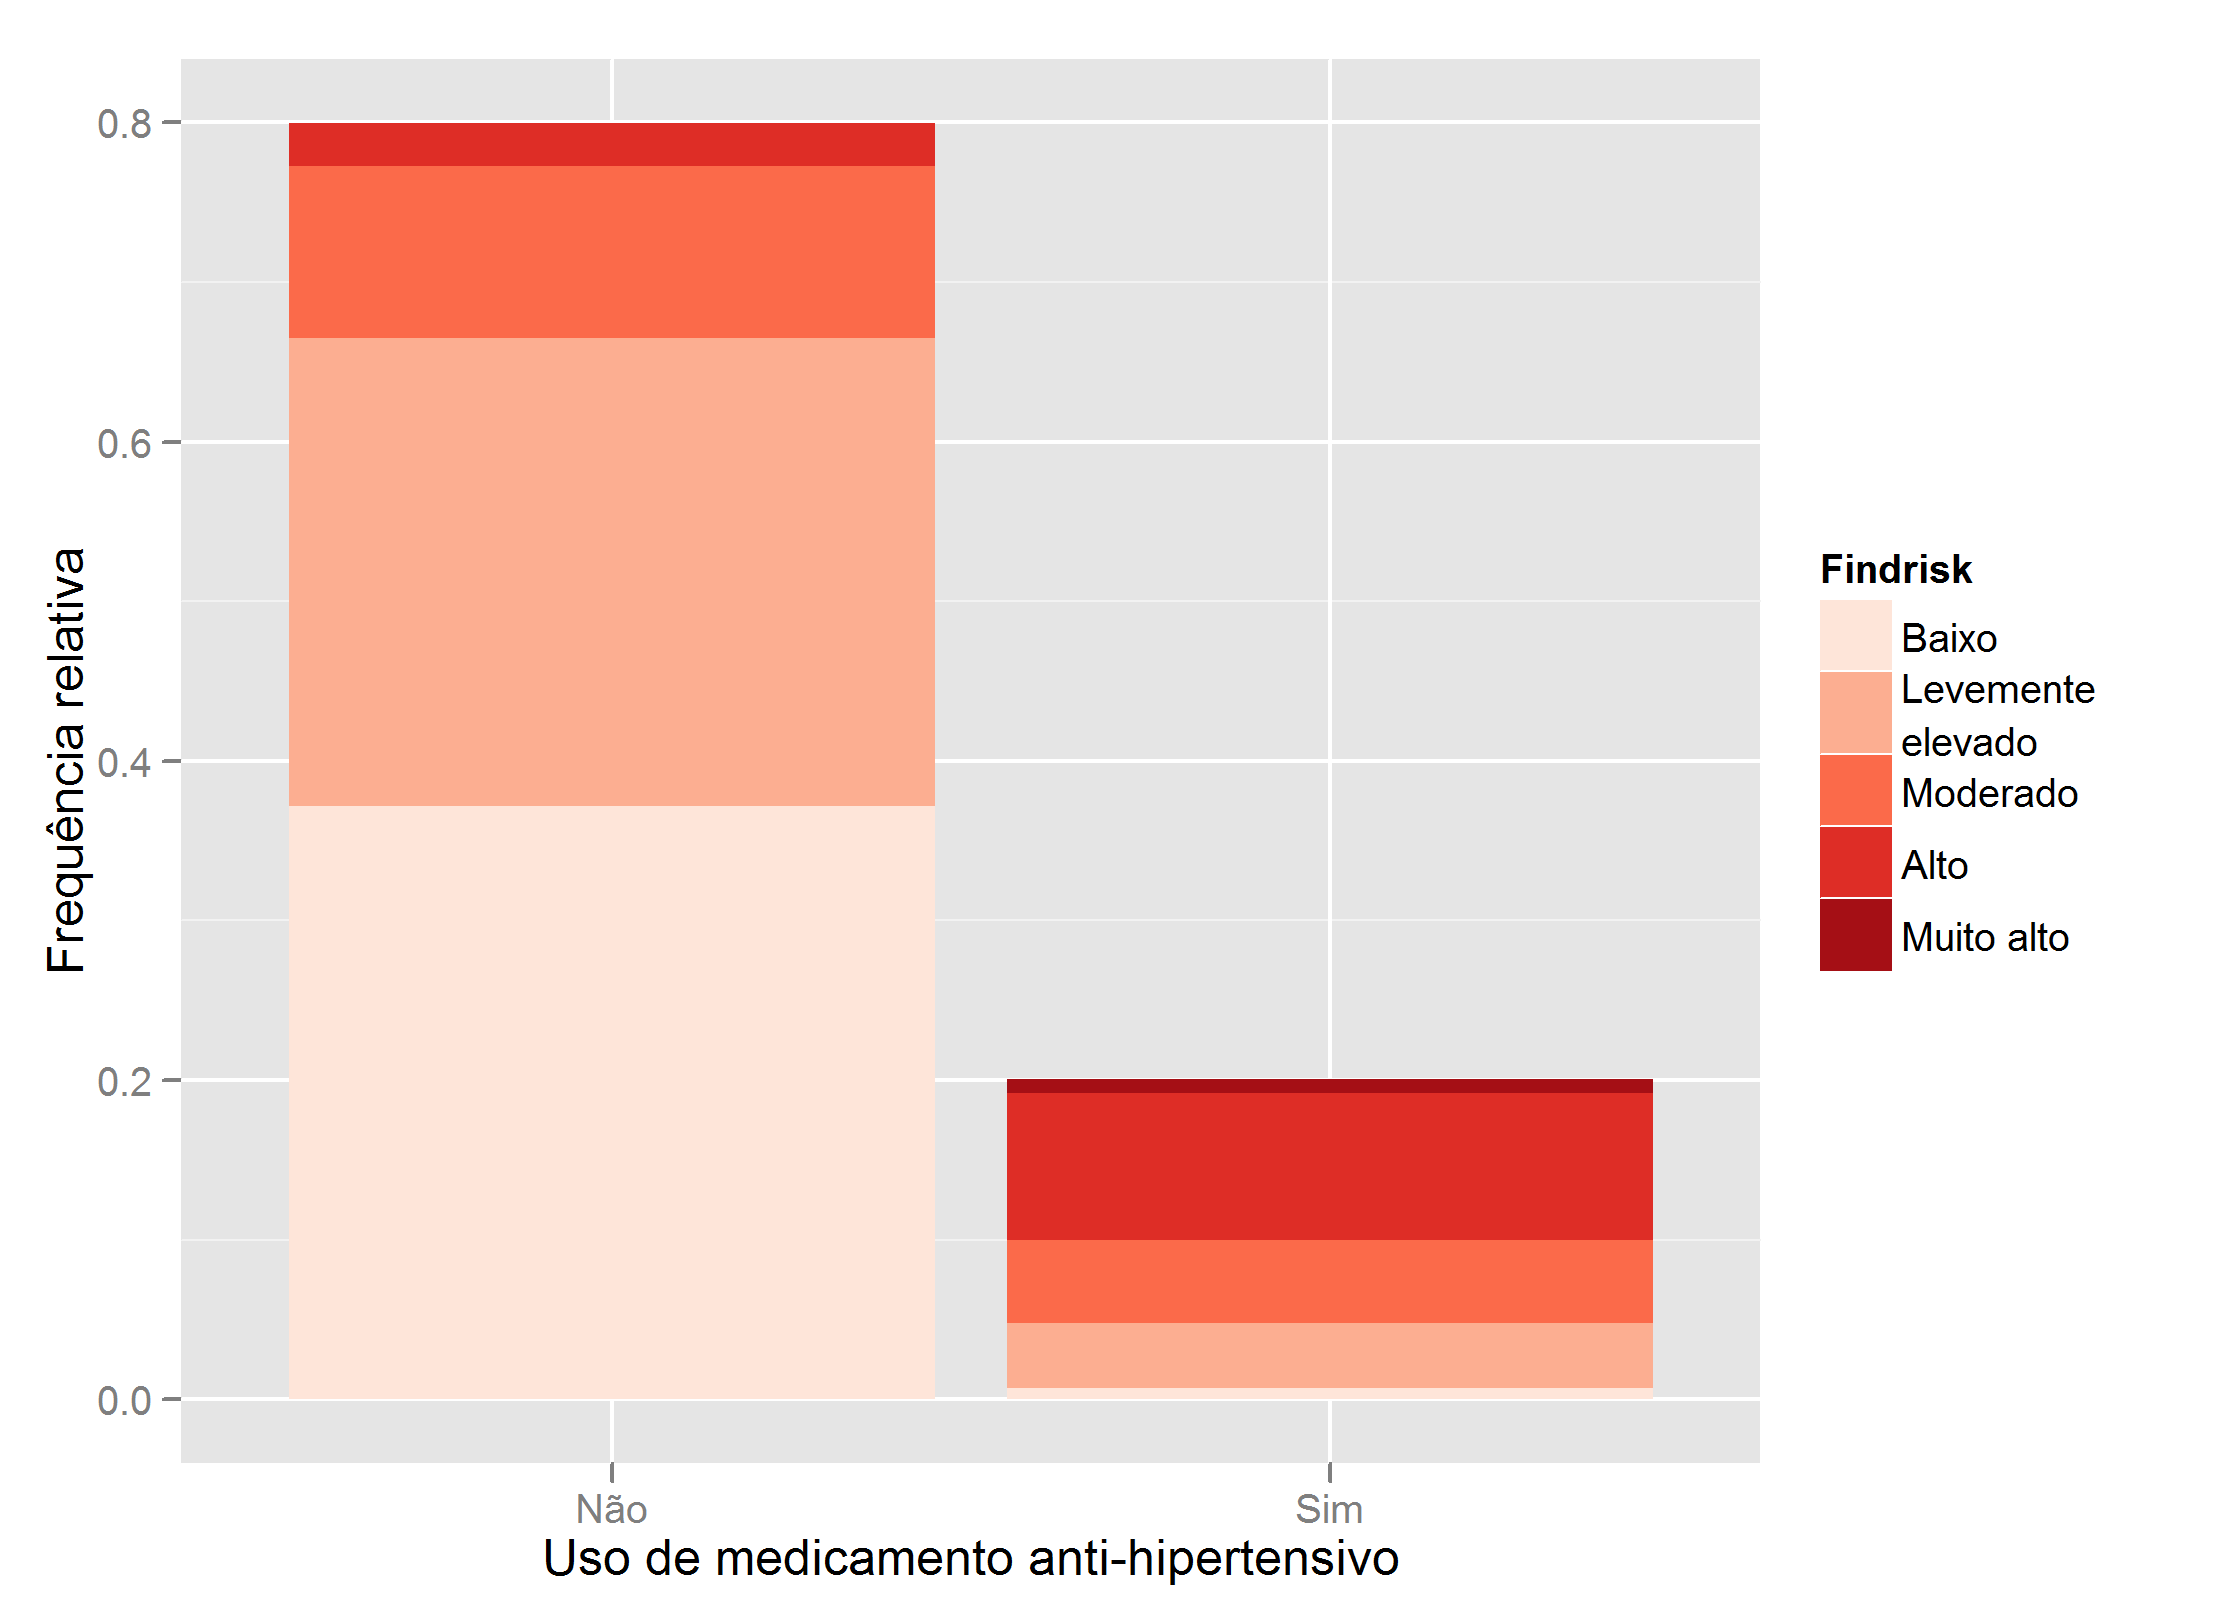 Frequência relativa
0.8
0.6
0.4
0.2
0.0
Não
Sim
Uso de medicamento anti-hipertensivo
Findrisk
Baixo
Levemente
elevado
Moderado
Alto
Muito alto